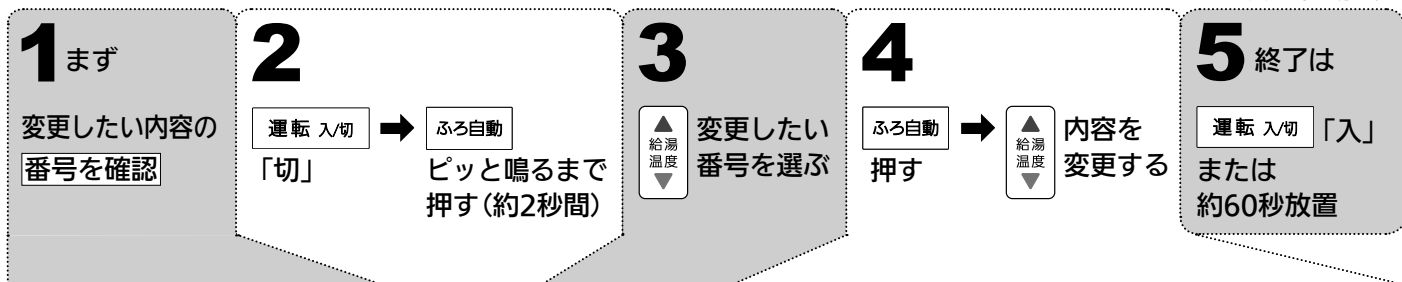 1 まず
変更したい内容の
番号を確認
2
運転 入/切 ➡ ふろ自動
「切」 ピッと鳴るまで
押す(約2秒間)
3
▲
給湯
温度
▼
変更したい
番号を選ぶ
4
ふろ自動 ➡
押す
▲
給湯
温度
▼
内容を
変更する
5 終了は
運転 入/切 「入」
または
約60秒放置